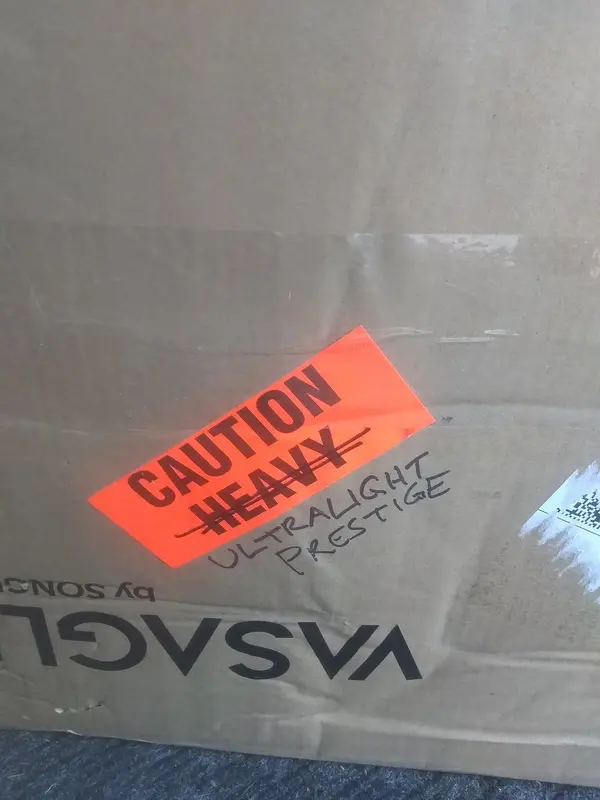 CAUTION
HEAVY
ULTRALIGHT
PRESTIGE
by SONG
VASAGL